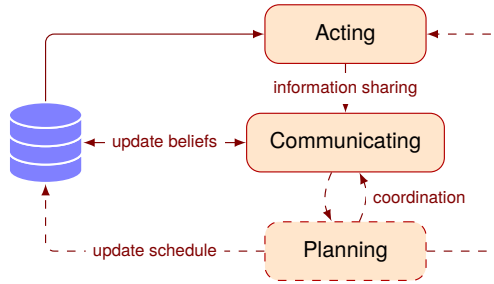 Acting
information sharing
Communicating
update beliefs
coordination
Planning
update schedule